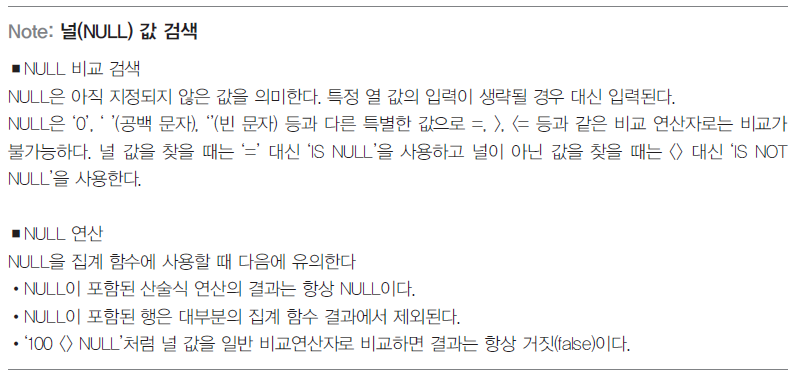 Note: 널(NULL) 값 검색
■ NULL 비교 검색
NULL은 아직 지정되지 않은 값을 의미한다. 특정 열 값의 입력이 생략될 경우 대신 입력된다.
NULL은 ‘0’, ‘ ’(공백 문자), ‘’(빈 문자) 등과 다른 특별한 값으로 =, 〉, 〈= 등과 같은 비교 연산자로는 비교가
불가능하다. 널 값을 찾을 때는 ‘=’ 대신 ‘IS NULL’을 사용하고 널이 아닌 값을 찾을 때는 〈〉 대신 ‘IS NOT
NULL’을 사용한다.
■ NULL 연산
NULL을 집계 함수에 사용할 때 다음에 유의한다
• NULL이 포함된 산술식 연산의 결과는 항상 NULL이다.
• NULL이 포함된 행은 대부분의 집계 함수 결과에서 제외된다.
• ‘100 〈〉 NULL’처럼 널 값을 일반 비교연산자로 비교하면 결과는 항상 거짓(false)이다.